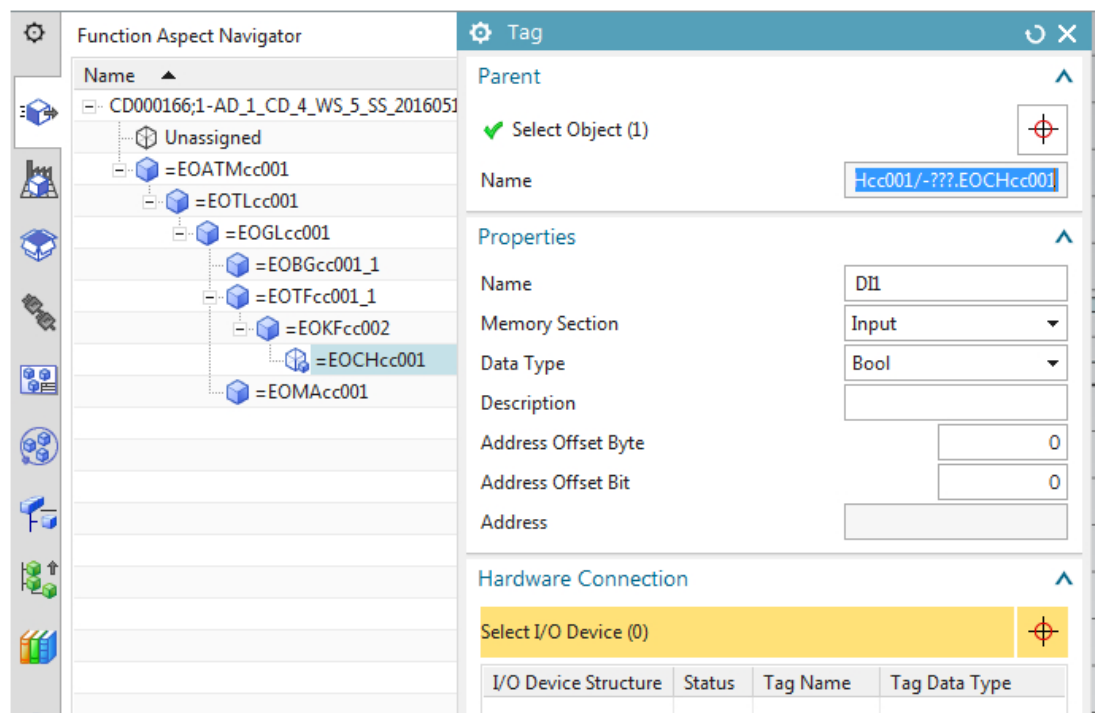 Function Aspect Navigator
Name
CD000166;1-AD_1_CD_4_WS_5_SS_201605
Unassigned
=EOATMcc001
=EOTLcc001
=EOGLcc001
=EOBGcc001_1
=EOTFcc001_1
=EOKFcc002
=EOCHcc001
=EOMAcc001
Tag
Parent
Select Object (1)
Name
Hcc001/-???.EOCHcc001
Properties
Name DI1
Memory Section Input
Data Type Bool
Description
Address Offset Byte 0
Address Offset Bit 0
Address
Hardware Connection
Select I/O Device (0)
I/O Device Structure Status Tag Name Tag Data Type